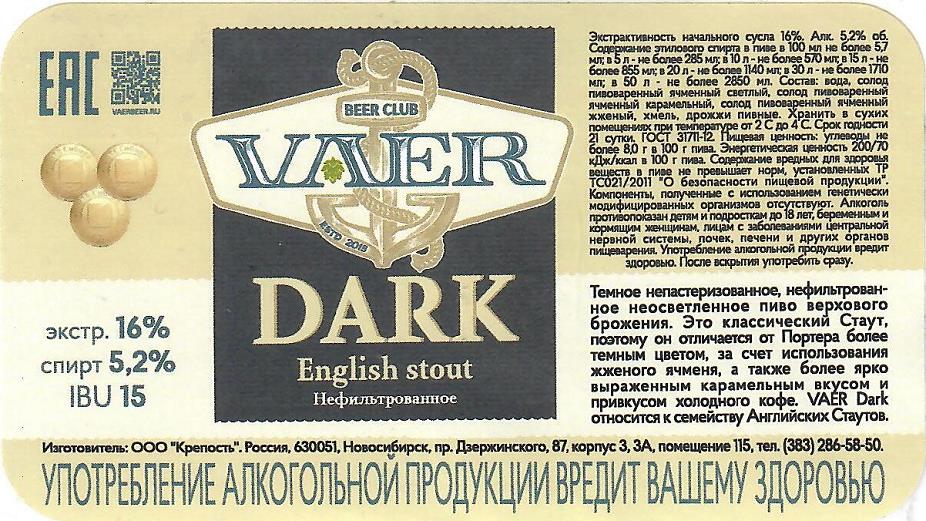 EAC
VAERBEER.RU
BEER CLUB
VAER
ESTD 2018
DARK
English stout
Нефильтрованное
экстр. 16%
спирт 5,2%
IBU 15
Экстрактивность начального сусла 16%. Алк. 5,2% об.
Содержание этилового спирта в пиве в 100 мл не более 5,7
мл; в 5 л - не более 285 мл; в 10 л - не более 570 мл; в 15 л - не
более 855 мл; в 20 л - не более 1140 мл; в 30 л - не более 1710
мл; в 50 л - не более 2850 мл. Состав: вода, солод
пивоваренный ячменный светлый, солод пивоваренный
ячменный карамельный, солод пивоваренный ячменный
жженый, хмель, дрожжи пивные. Хранить в сухих
помещениях при температуре от 2 С до 4 С. Срок годности
21 сутки. ГОСТ 31711-12. Пищевая ценность: углеводы не
более 8,0 г в 100 г пива. Энергетическая ценность 200/70
кДж/ккал в 100 г пива. Содержание вредных для здоровья
веществ в пиве не превышает норм, установленных ТР
ТС021/2011 "О безопасности пищевой продукции".
Компоненты, полученные с использованием генетически
модифицированных организмов отсутствуют. Алкоголь
противопоказан детям и подросткам до 18 лет, беременным и
кормящим женщинам, лицам с заболеваниями центральной
нервной системы, почек, печени и других органов
пищеварения. Употребление алкогольной продукции вредит
здоровью. После вскрытия употребить сразу.
Темное непастеризованное, нефильтрован-
ное неосветленное пиво верхового
брожения. Это классический Стаут,
поэтому он отличается от Портера более
темным цветом, за счет использования
жженого ячменя, а также более ярко
выраженным карамельным вкусом и
привкусом холодного кофе. VAER Dark
относится к семейству Английских Стаутов.
Изготовитель: ООО "Крепость". Россия, 630051, Новосибирск, пр. Дзержинского, 87, корпус 3, 3А, помещение 115, тел. (383) 286-58-50.
УПОТРЕБЛЕНИЕ АЛКОГОЛЬНОЙ ПРОДУКЦИИ ВРЕДИТ ВАШЕМУ ЗДОРОВЬЮ